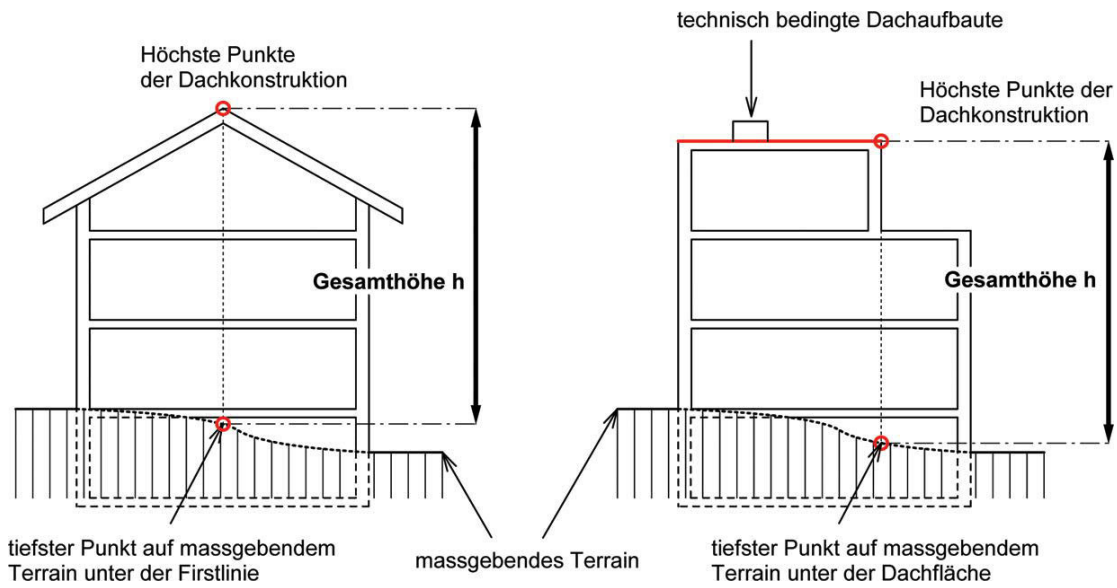 technisch bedingte Dachaufbaute
Höchste Punkte
der Dachkonstruktion
Höchste Punkte der
Dachkonstruktion
Gesamthöhe h
Gesamthöhe h
tiefster Punkt auf massgebendem
Terrain unter der Firstlinie
massgebendes Terrain
tiefster Punkt auf massgebendem
Terrain unter der Dachfläche